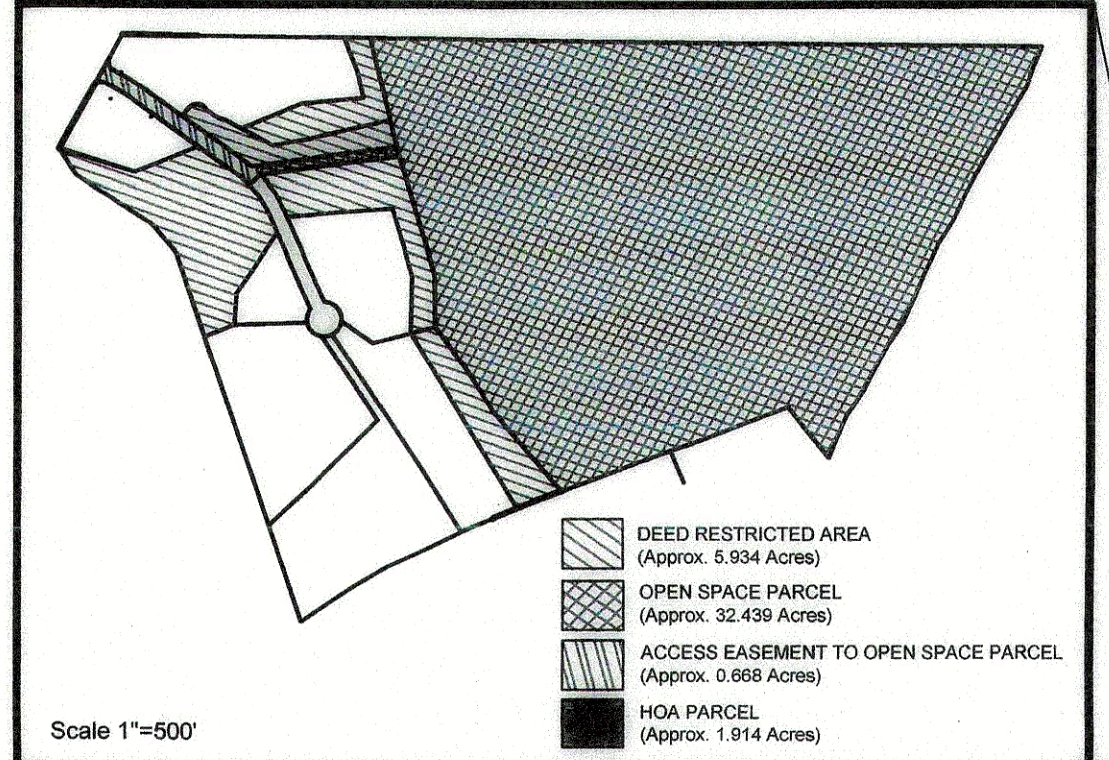 DEED RESTRICTED AREA
(Approx. 5.934 Acres)
OPEN SPACE PARCEL
(Approx. 32.439 Acres)
ACCESS EASEMENT TO OPEN SPACE PARCEL
(Approx. 0.668 Acres)
HOA PARCEL
(Approx. 1.914 Acres)
Scale 1"=500'